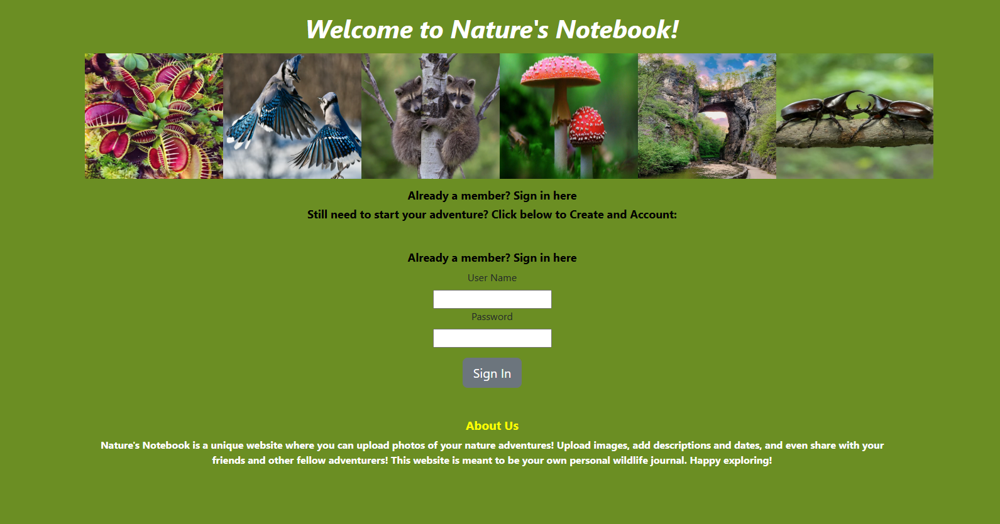 Welcome to Nature's Notebook!
Already a member? Sign in here
Still need to start your adventure? Click below to Create and Account:
Already a member? Sign in here
User Name
Password
Sign In
About Us
Nature's Notebook is a unique website where you can upload photos of your nature adventures! Upload images, add descriptions and dates, and even share with your
friends and other fellow adventurers! This website is meant to be your own personal wildlife journal. Happy exploring!